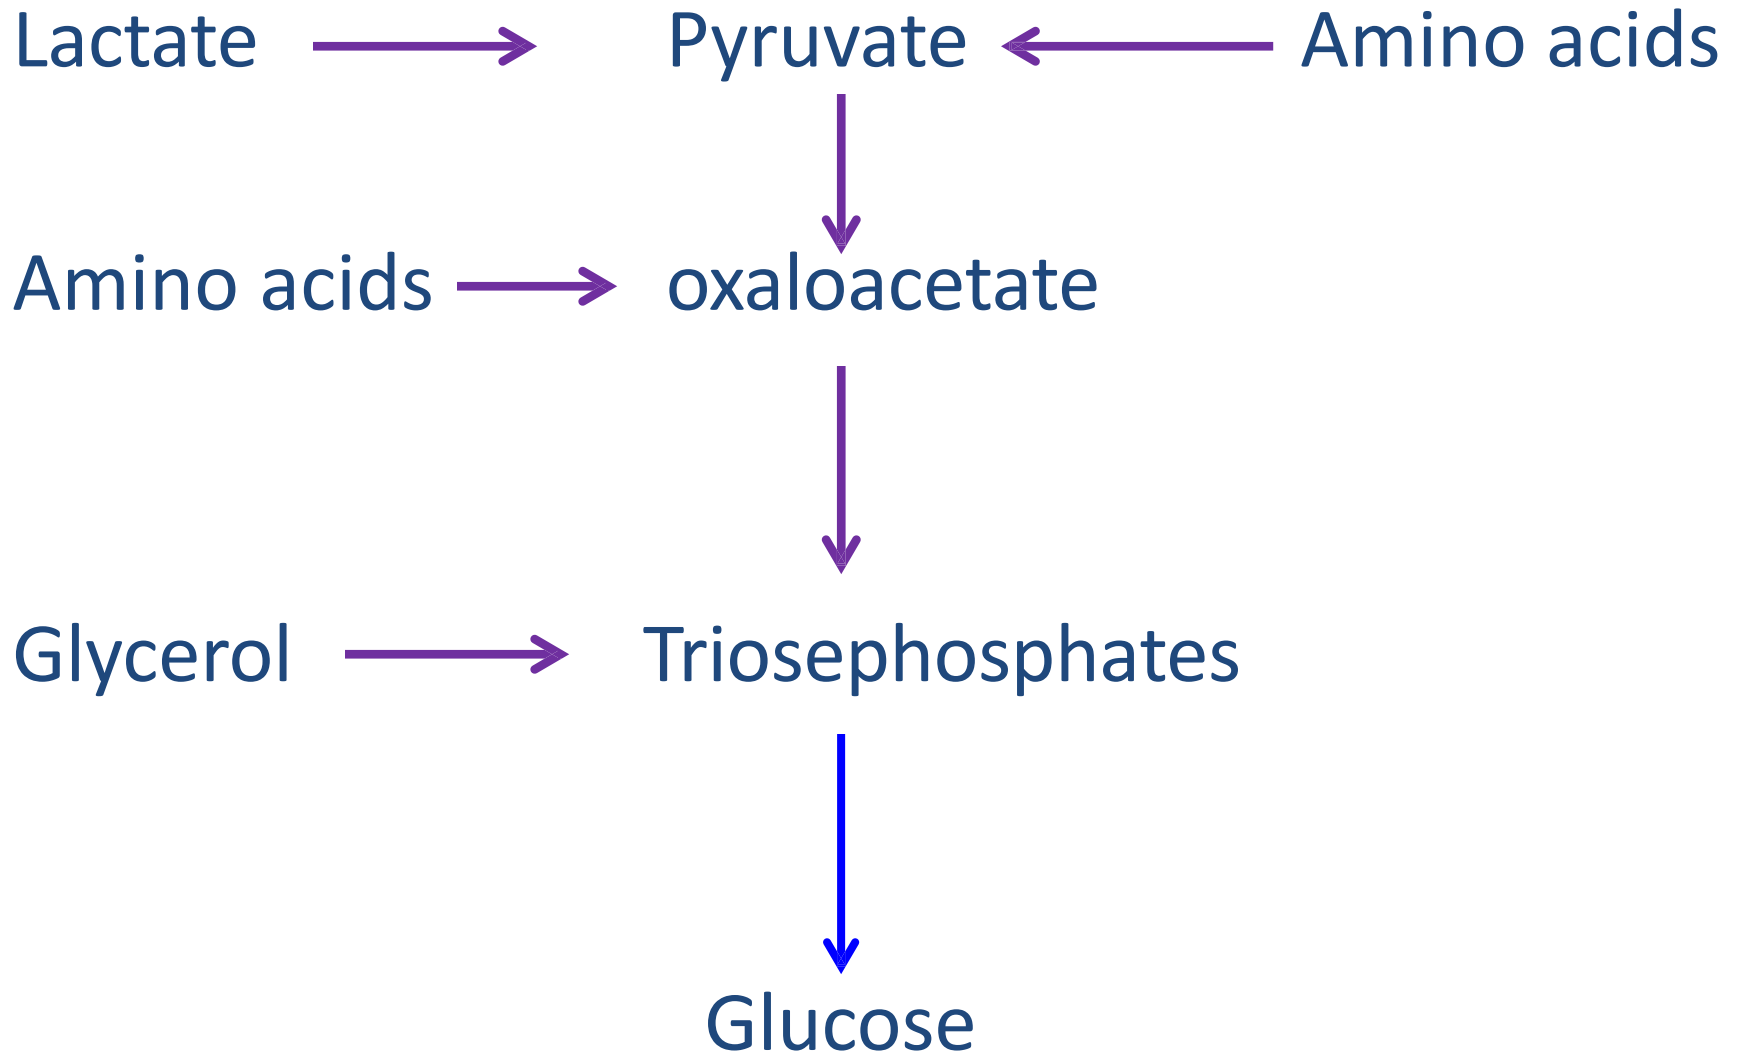 Lactate Pyruvate Amino acids
Amino acids oxaloacetate
Glycerol Triosephosphates
Glucose